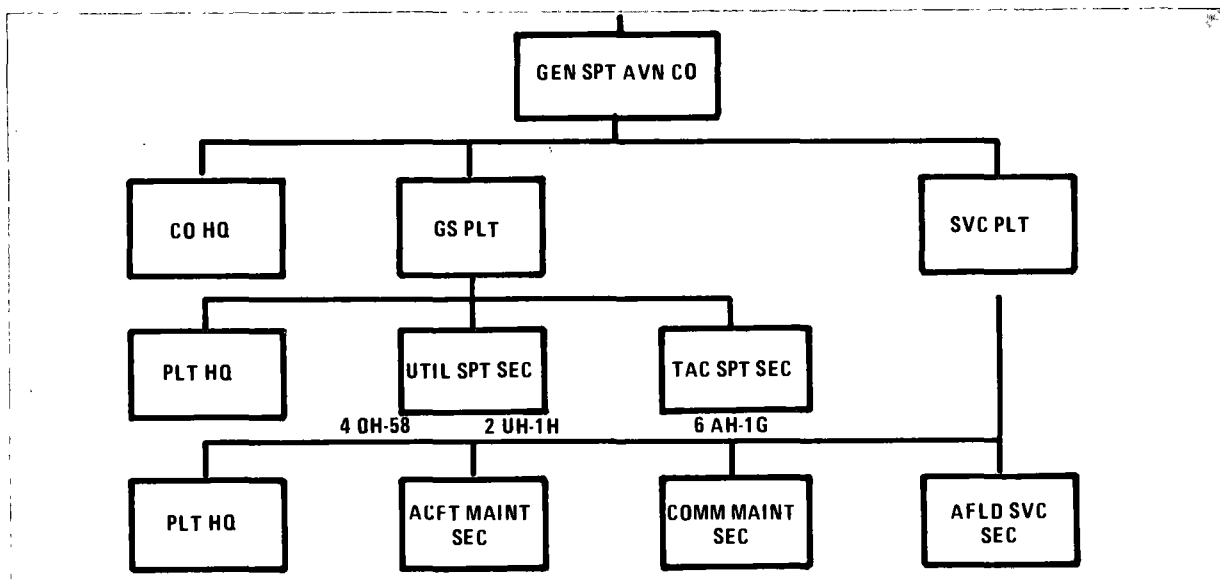 GEN SPT AVN CO
CO HQ
GS PLT
SVC PLT
PLT HQ
UTIL SPT SEC
TAC SPT SEC
4 OH-58
2 UH-1H
6 AH-1G
PLT HQ
ACFT MAINT
SEC
COMM MAINT
SEC
AFLD SVC
SEC